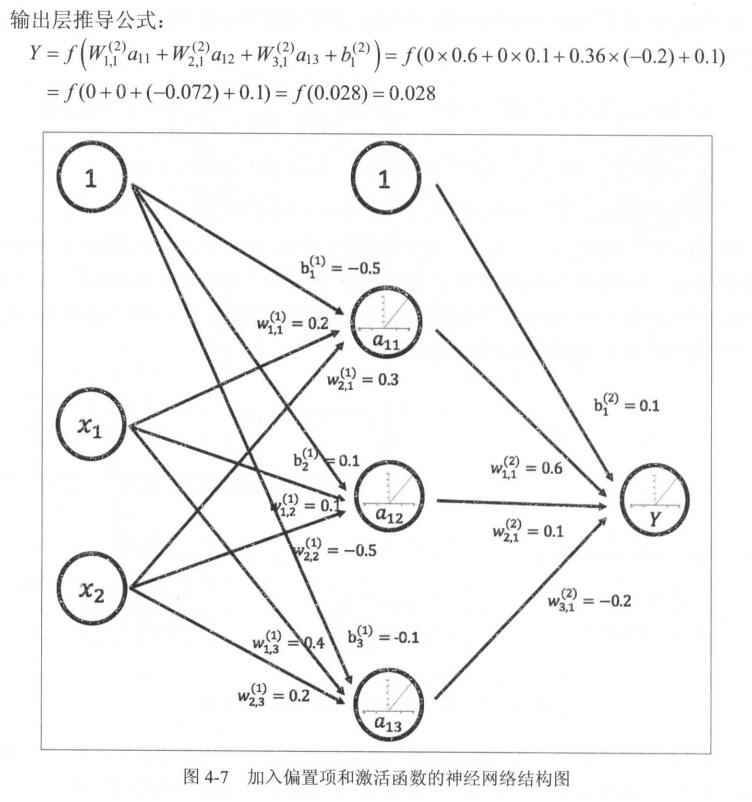 输出层推导公式：
Y = f(W_{1,1}^{(2)}a_{11} + W_{2,1}^{(2)}a_{12} + W_{3,1}^{(2)}a_{13} + b_1^{(2)}) = f(0×0.6+0×0.1+0.36×(−0.2)+0.1)
= f(0+0+(−0.072)+0.1) = f(0.028) = 0.028
1
1
b_1^{(1)} = −0.5
w_{1,1}^{(1)} = 0.2
a_{11}
w_{2,1}^{(1)} = 0.3
x_1
b_1^{(2)} = 0.1
b_2^{(1)} = 0.1
w_{1,1}^{(2)} = 0.6
w_{1,2}^{(1)} = 0.1
a_{12}
Y
w_{2,1}^{(2)} = 0.1
w_{2,2}^{(1)} = −0.5
x_2
w_{3,1}^{(2)} = −0.2
w_{1,3}^{(1)} = 0.4
b_3^{(1)} = -0.1
w_{2,3}^{(1)} = 0.2
a_{13}
图 4-7 加入偏置项和激活函数的神经网络结构图